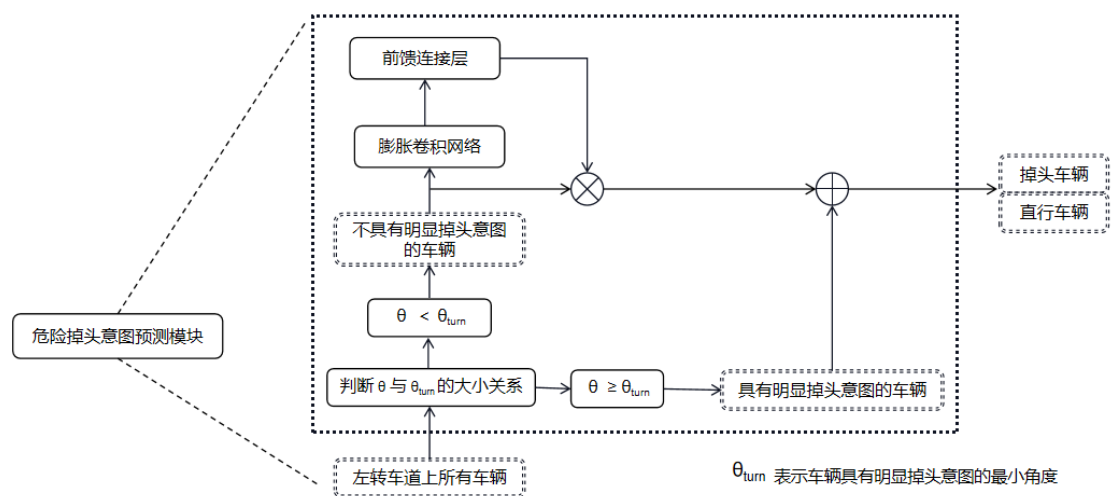 前馈连接层
膨胀卷积网络
掉头车辆
直行车辆
不具有明显掉头意图
的车辆
θ < θturn
危险掉头意图预测模块
判断 θ 与 θturn 的大小关系
θ ≥ θturn
具有明显掉头意图的车辆
左转车道上所有车辆
θturn 表示车辆具有明显掉头意图的最小角度